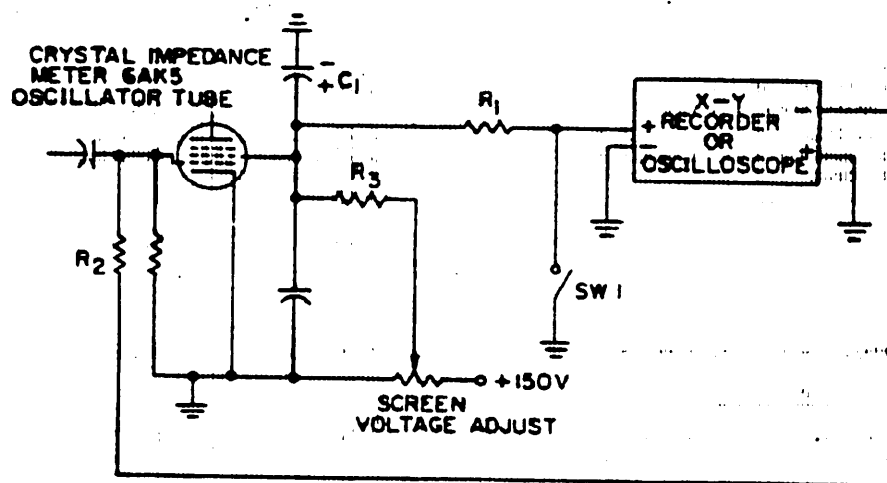 CRYSTAL IMPEDANCE
METER 6AK5
OSCILLATOR TUBE
- 
+ C1
R1
+ X-Y -
RECORDER
- OR +
OSCILLOSCOPE
R3
R2
SW 1
+150V
SCREEN
VOLTAGE ADJUST